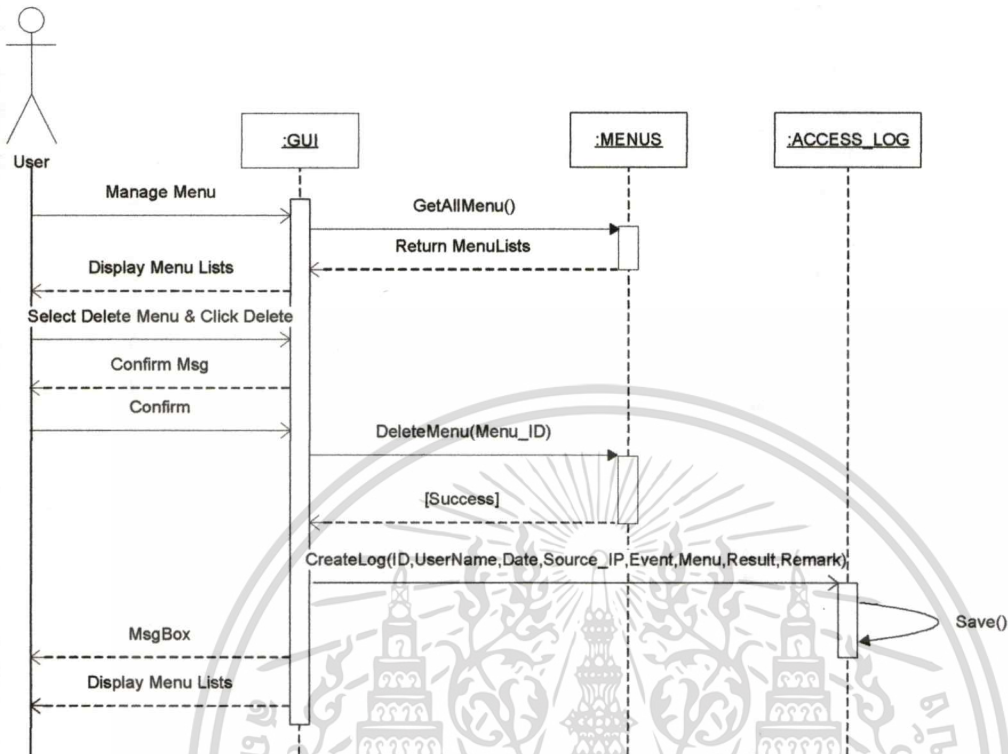 :GUI :MENUS :ACCESS_LOG
User
Manage Menu
GetAllMenu()
Return MenuLists
Display Menu Lists
Select Delete Menu & Click Delete
Confirm Msg
Confirm
DeleteMenu(Menu_ID)
[Success]
CreateLog(ID,UserName,Date,Source_IP,Event,Menu,Result,Remark)
Save()
MsgBox
Display Menu Lists